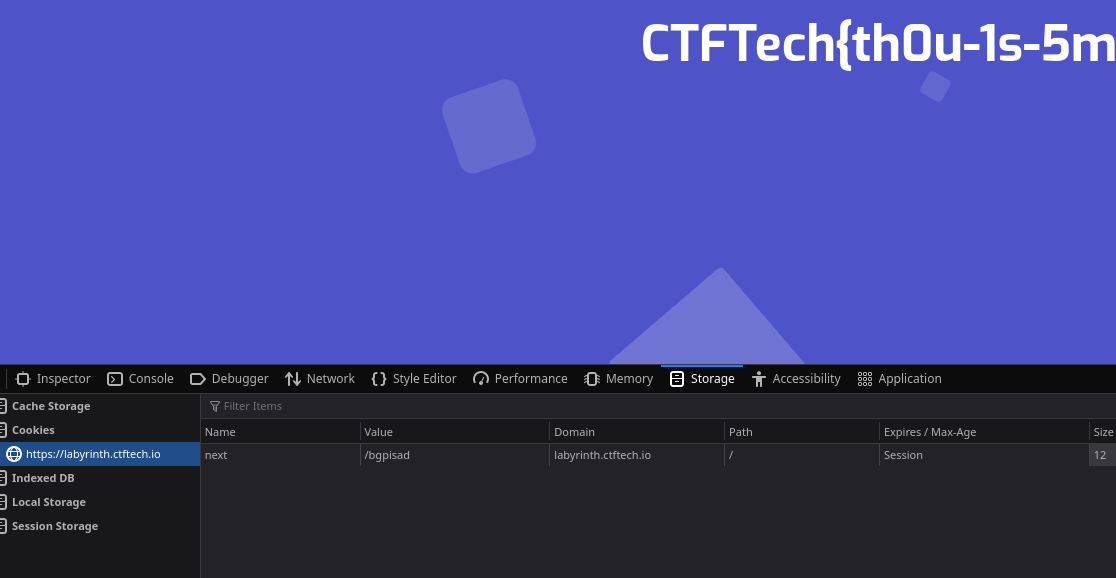 CTFTech{th0u-1s-5m
Inspector Console Debugger Network Style Editor Performance Memory Storage Accessibility Application
Cache Storage
Cookies
https://labyrinth.ctftech.io
Indexed DB
Local Storage
Session Storage
Filter Items
Name Value Domain Path Expires / Max-Age Size
next /bgpisad labyrinth.ctftech.io / Session 12